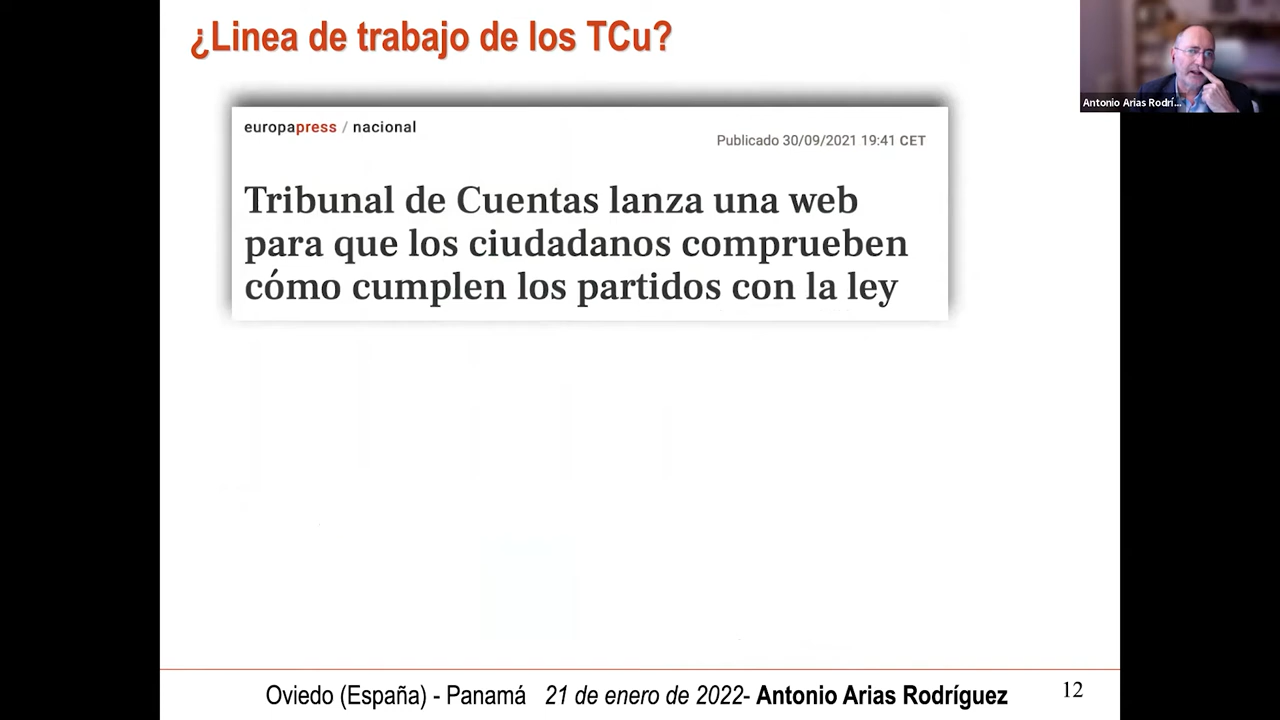 ¿Linea de trabajo de los TCu?
Antonio Arias Rodrí...
europapress / nacional
Publicado 30/09/2021 19:41 CET
Tribunal de Cuentas lanza una web
para que los ciudadanos comprueben
cómo cumplen los partidos con la ley
Oviedo (España) - Panamá 21 de enero de 2022- Antonio Arias Rodríguez
12